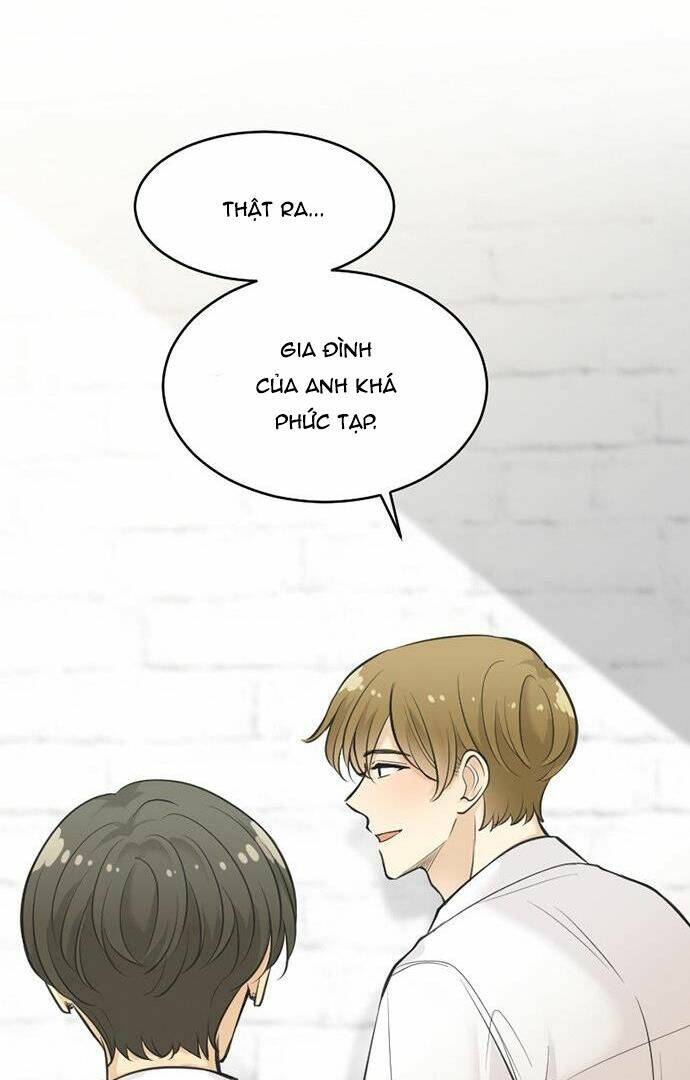 THẬT RA...
GIA ĐÌNH
CỦA ANH KHÁ
PHỨC TẠP.